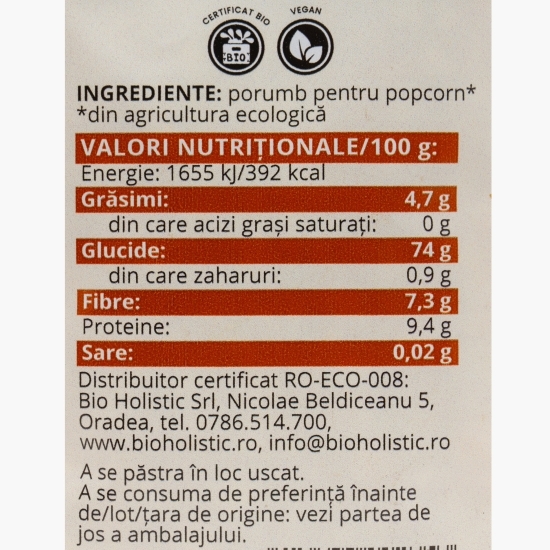 CERTIFICAT BIO
VEGAN
BIO
INGREDIENTE: porumb pentru popcorn*
*din agricultura ecologică
VALORI NUTRIȚIONALE/100 g:
Energie: 1655 kJ/392 kcal
Grăsimi: 4,7 g
din care acizi grași saturați: 0 g
Glucide: 74 g
din care zaharuri: 0,9 g
Fibre: 7,3 g
Proteine: 9,4 g
Sare: 0,02 g
Distribuitor certificat RO-ECO-008:
Bio Holistic Srl, Nicolae Beldiceanu 5,
Oradea, tel. 0786.514.700,
www.bioholistic.ro, info@bioholistic.ro
A se păstra în loc uscat.
A se consuma de preferință înainte
de/lot/țara de origine: vezi partea de
jos a ambalajului.